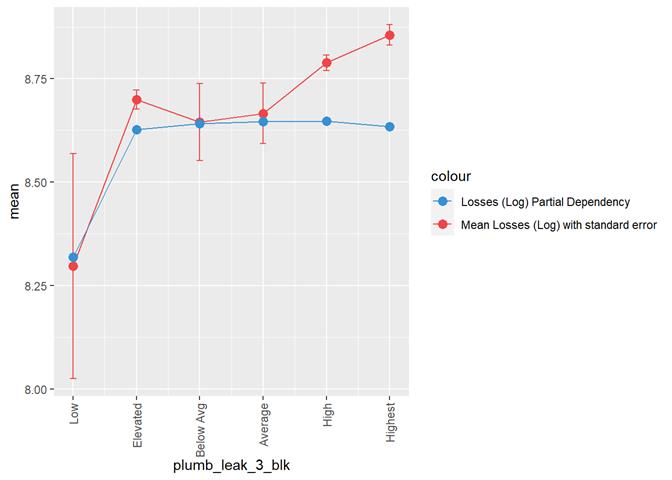 mean
8.75
8.50
8.25
8.00
Low
Elevated
Below Avg
Average
High
Highest
plumb_leak_3_blk
colour
Losses (Log) Partial Dependency
Mean Losses (Log) with standard error